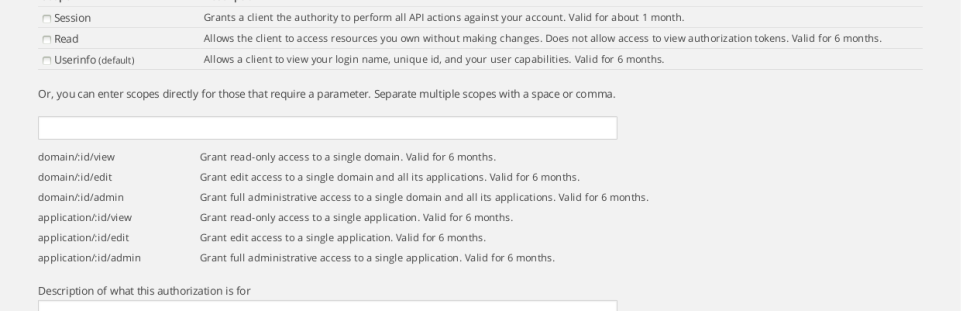 Session Grants a client the authority to perform all API actions against your account. Valid for about 1 month.
Read Allows the client to access resources you own without making changes. Does not allow access to view authorization tokens. Valid for 6 months.
Userinfo (default) Allows a client to view your login name, unique id, and your user capabilities. Valid for 6 months.
Or, you can enter scopes directly for those that require a parameter. Separate multiple scopes with a space or comma.
domain/:id/view Grant read-only access to a single domain. Valid for 6 months.
domain/:id/edit Grant edit access to a single domain and all its applications. Valid for 6 months.
domain/:id/admin Grant full administrative access to a single domain and all its applications. Valid for 6 months.
application/:id/view Grant read-only access to a single application. Valid for 6 months.
application/:id/edit Grant edit access to a single application. Valid for 6 months.
application/:id/admin Grant full administrative access to a single application. Valid for 6 months.
Description of what this authorization is for